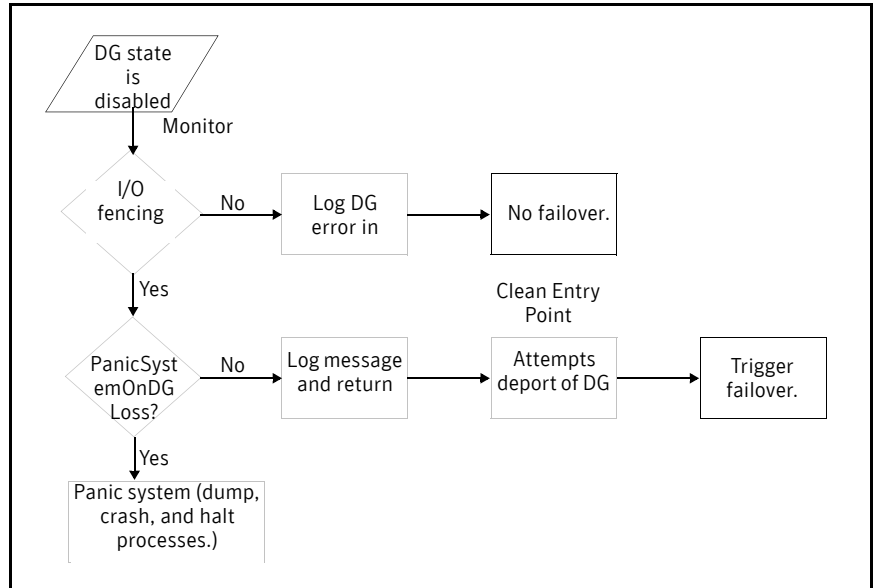 DG state
is
disabled
Monitor
I/O
fencing
No
Log DG
error in
No failover.
Yes
Clean Entry
Point
PanicSyst
emOnDG
Loss?
No
Log message
and return
Attempts
deport of DG
Trigger
failover.
Yes
Panic system (dump,
crash, and halt
processes.)